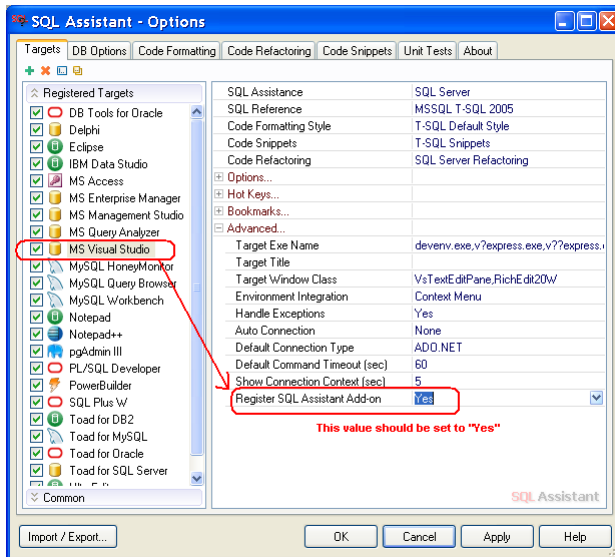 SQL Assistant - Options
Targets DB Options Code Formatting Code Refactoring Code Snippets Unit Tests About
Registered Targets
DB Tools for Oracle
Delphi
Eclipse
IBM Data Studio
MS Access
MS Enterprise Manager
MS Management Studio
MS Query Analyzer
MS Visual Studio
MySQL HoneyMonitor
MySQL Query Browser
MySQL Workbench
Notepad
Notepad++
pgAdmin III
PL/SQL Developer
PowerBuilder
SQL Plus W
Toad for DB2
Toad for MySQL
Toad for Oracle
Toad for SQL Server
Common
SQL Assistance SQL Server
SQL Reference MSSQL T-SQL 2005
Code Formatting Style T-SQL Default Style
Code Snippets T-SQL Snippets
Code Refactoring SQL Server Refactoring
Options...
Hot Keys...
Bookmarks...
Advanced...
Target Exe Name devenv.exe,v?express.exe,v??express.
Target Title
Target Window Class VsTextEditPane,RichEdit20W
Environment Integration Context Menu
Handle Exceptions Yes
Auto Connection None
Default Connection Type ADO.NET
Default Command Timeout (sec) 60
Show Connection Context (sec) 5
Register SQL Assistant Add-on Yes
This value should be set to "Yes"
SQL Assistant
Import / Export... OK Cancel Apply Help